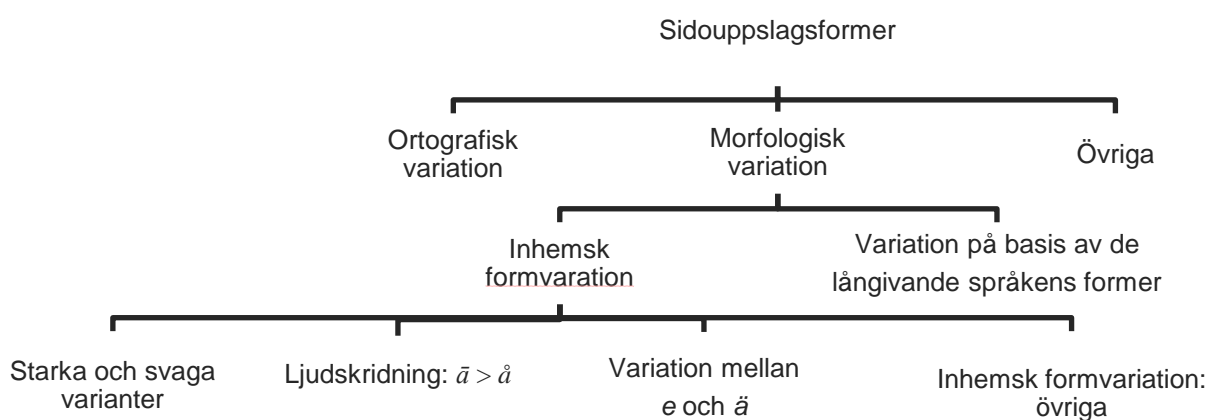 Sidouppslagsformer
Ortografisk
variation
Morfologisk
variation
Övriga
Inhemsk
formvaration
Variation på basis av de
långivande språkens former
Starka och svaga
varianter
Ljudskridning: ā > å
Variation mellan
e och ä
Inhemsk formvariation:
övriga